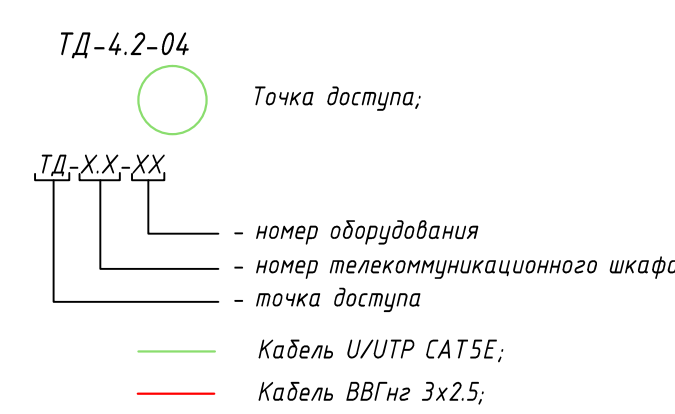 ТД-4.2-04
Точка доступа;
ТД-Х.Х-ХХ
- номер оборудования
- номер телекоммуникационного шкафа
- точка доступа
Кабель U/UTP CAT5E;
Кабель ВВГнг 3х2.5;